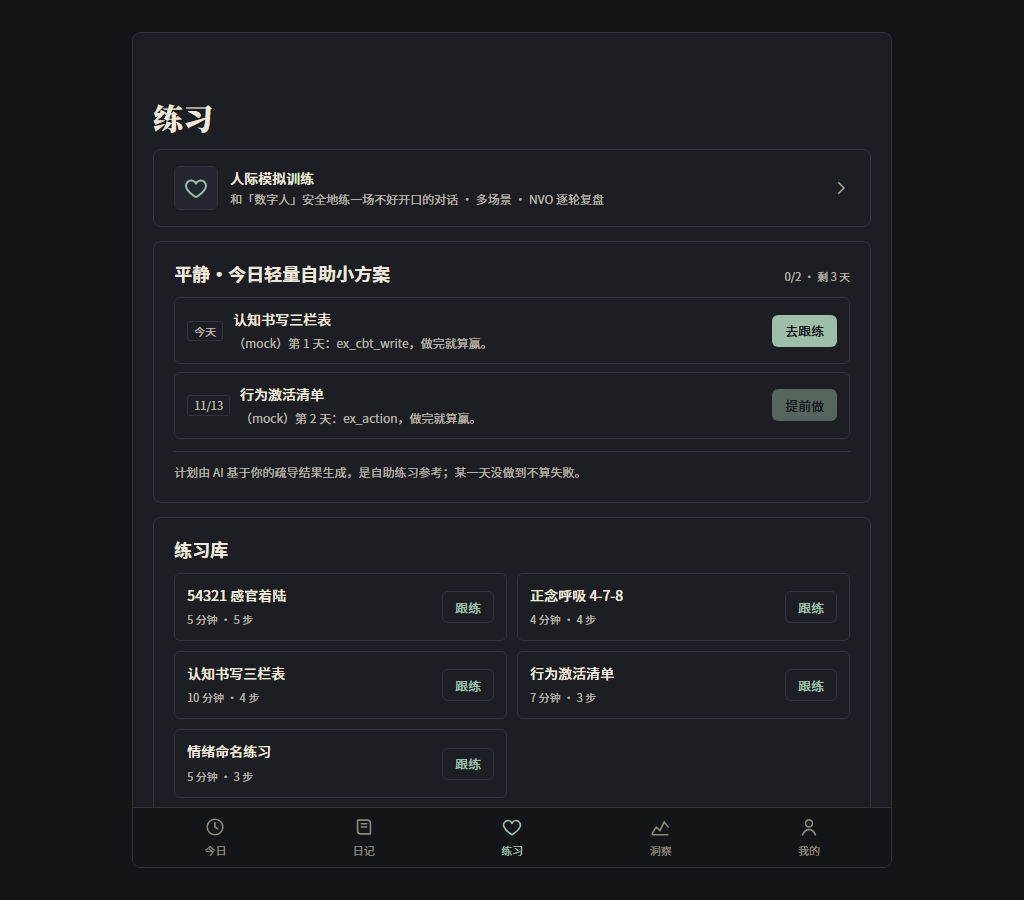 练习
人际模拟训练
和「数字人」安全地练一场不好开口的对话 · 多场景 · NVO 逐轮复盘
平静·今日轻量自助小方案
0/2 · 剩 3 天
今天
认知书写三栏表
（mock）第 1 天：ex_cbt_write，做完就算赢。
去跟练
11/13
行为激活清单
（mock）第 2 天：ex_action，做完就算赢。
提前做
计划由 AI 基于你的疏导结果生成，是自助练习参考；某一天没做到不算失败。
练习库
54321 感官着陆
5 分钟 · 5 步
跟练
正念呼吸 4-7-8
4 分钟 · 4 步
跟练
认知书写三栏表
10 分钟 · 4 步
跟练
行为激活清单
7 分钟 · 3 步
跟练
情绪命名练习
5 分钟 · 3 步
跟练
今日
日记
练习
洞察
我的